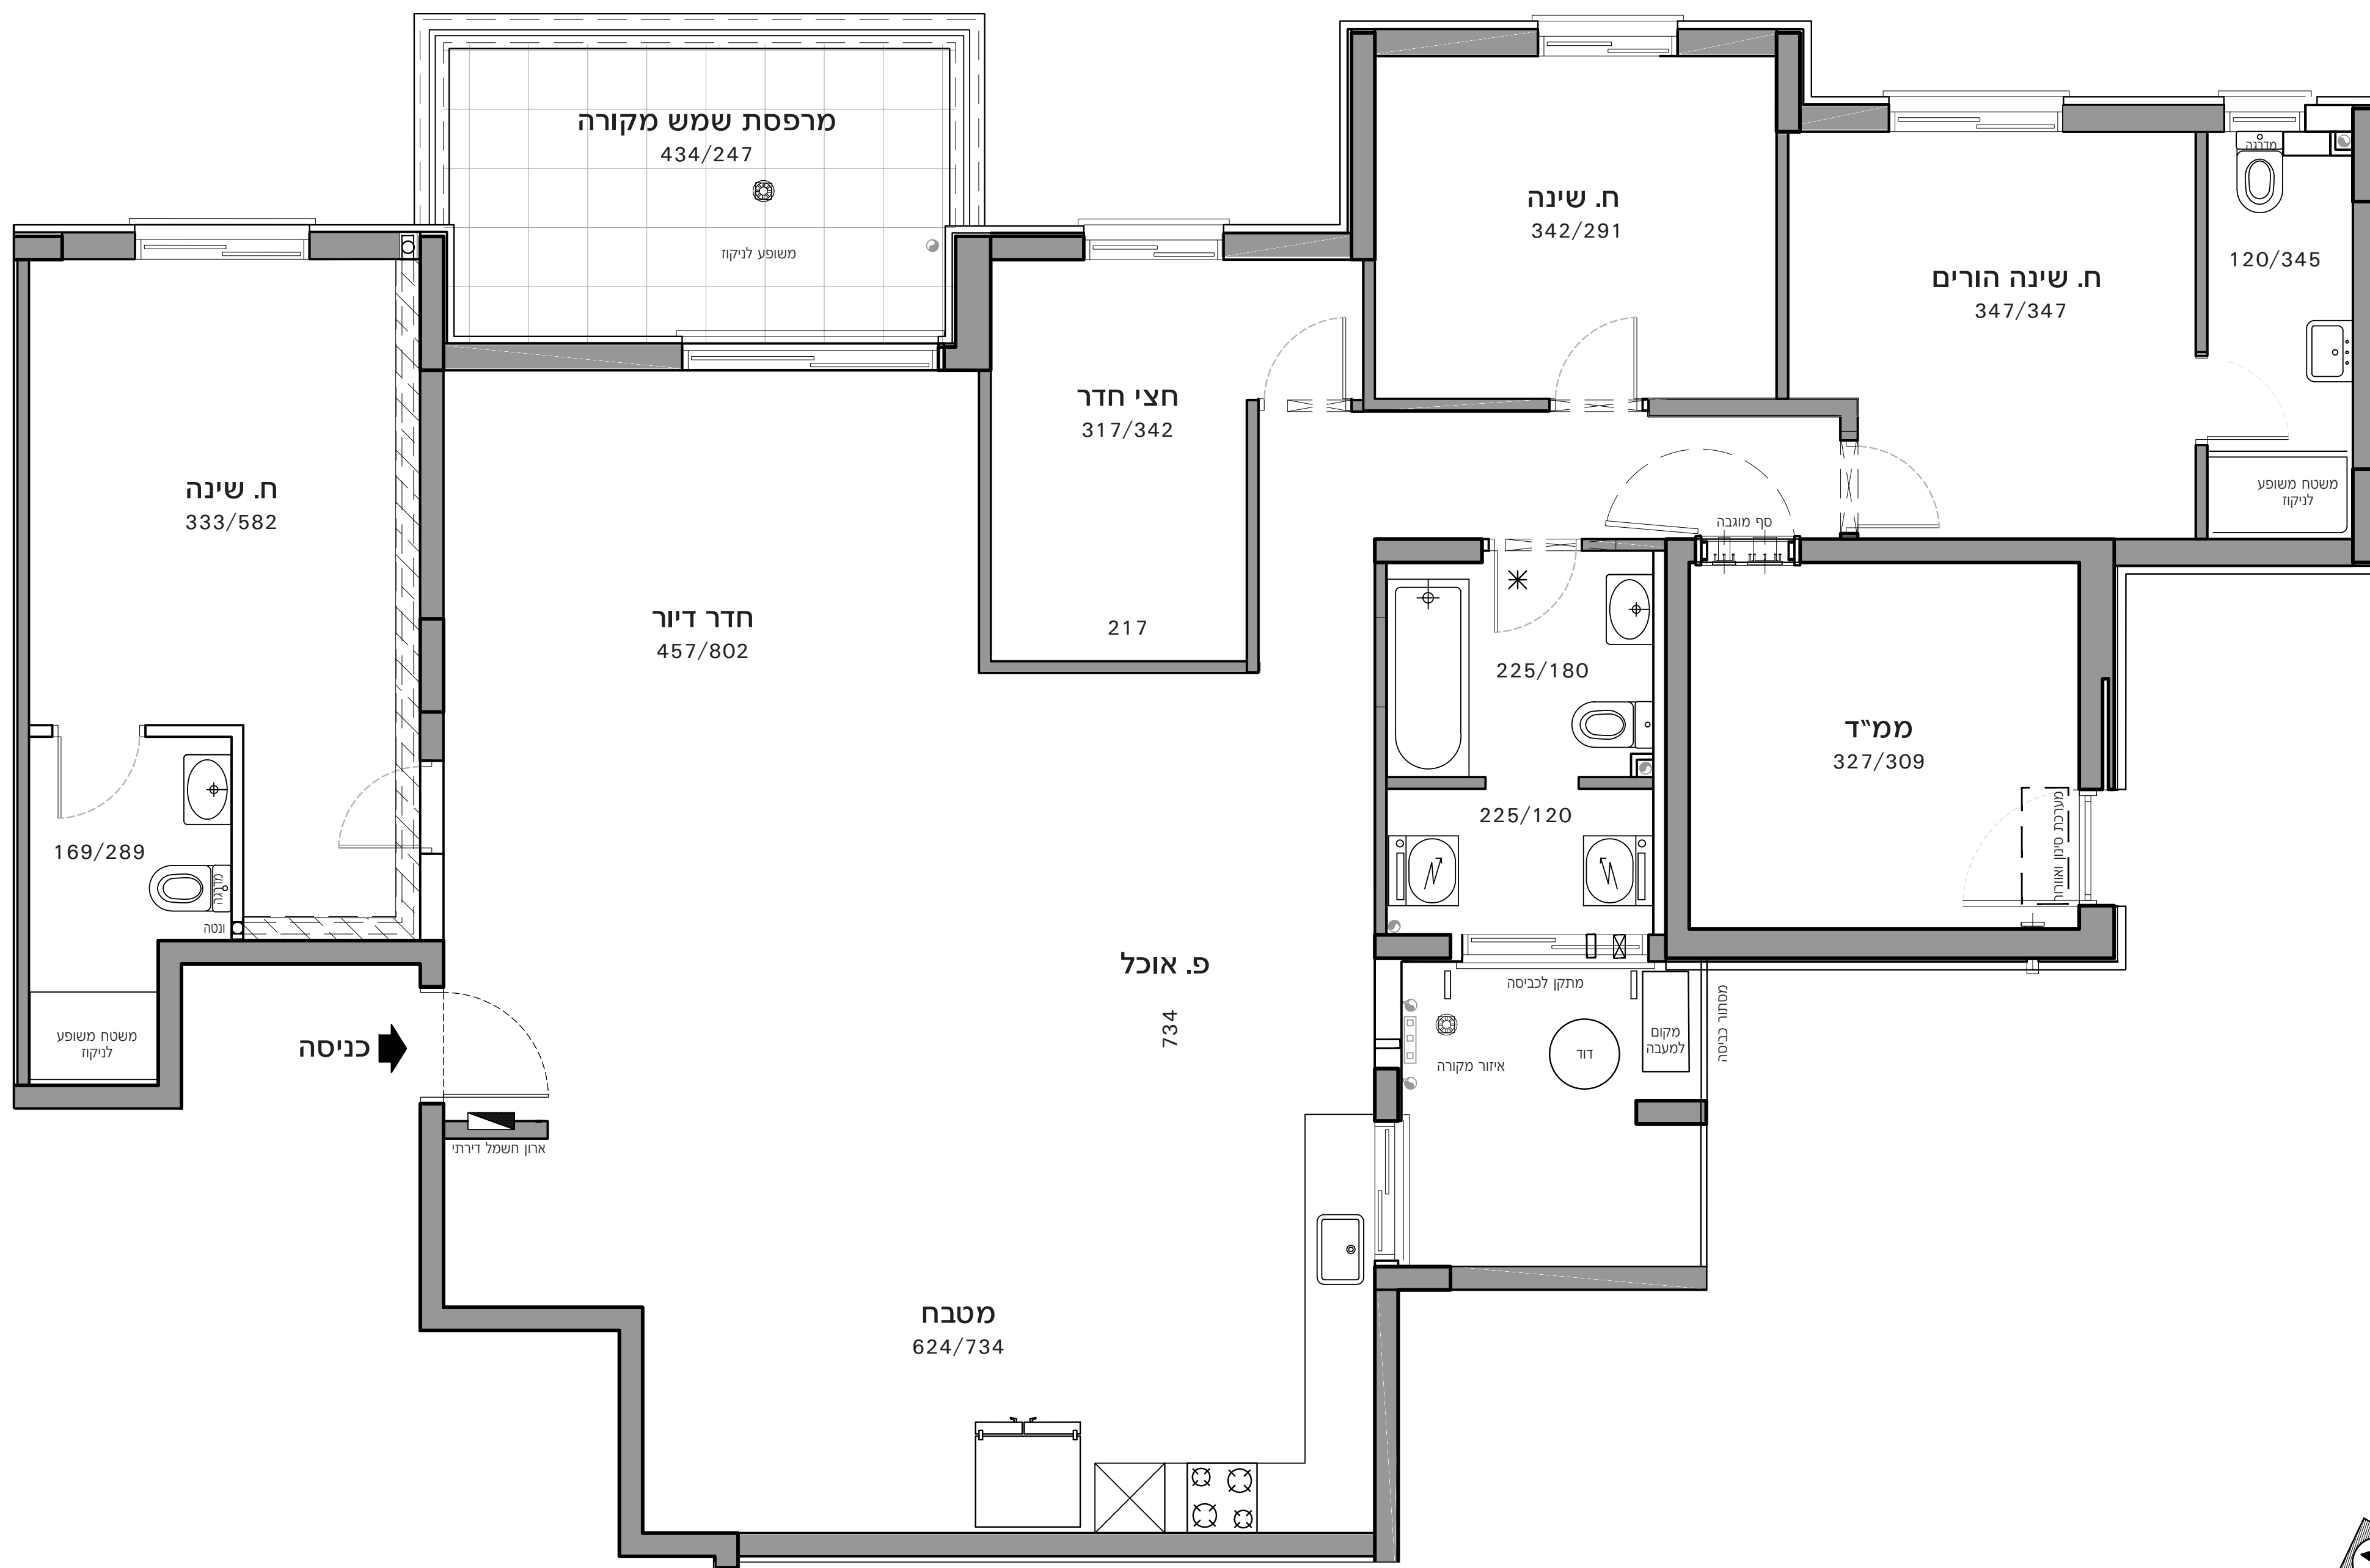 מרפסת שמש מקורה
434/247
משופע לניקוז
ח. שינה
342/291
ח. שינה הורים
347/347
מדרגה
120/345
משטח משופע
לניקוז
חצי חדר
317/342
217
ח. שינה
333/582
חדר דיור
457/802
סף מוגבה
225/180
225/120
ממ"ד
327/309
מערכת סינון ואוורור
169/289
מדרגה
ונטה
משטח משופע
לניקוז
כניסה
ארון חשמל דירתי
פ. אוכל
734
מתקן לכביסה
מקום
למעבה
דוד
איזור מקורה
מסתור כביסה
מטבח
624/734